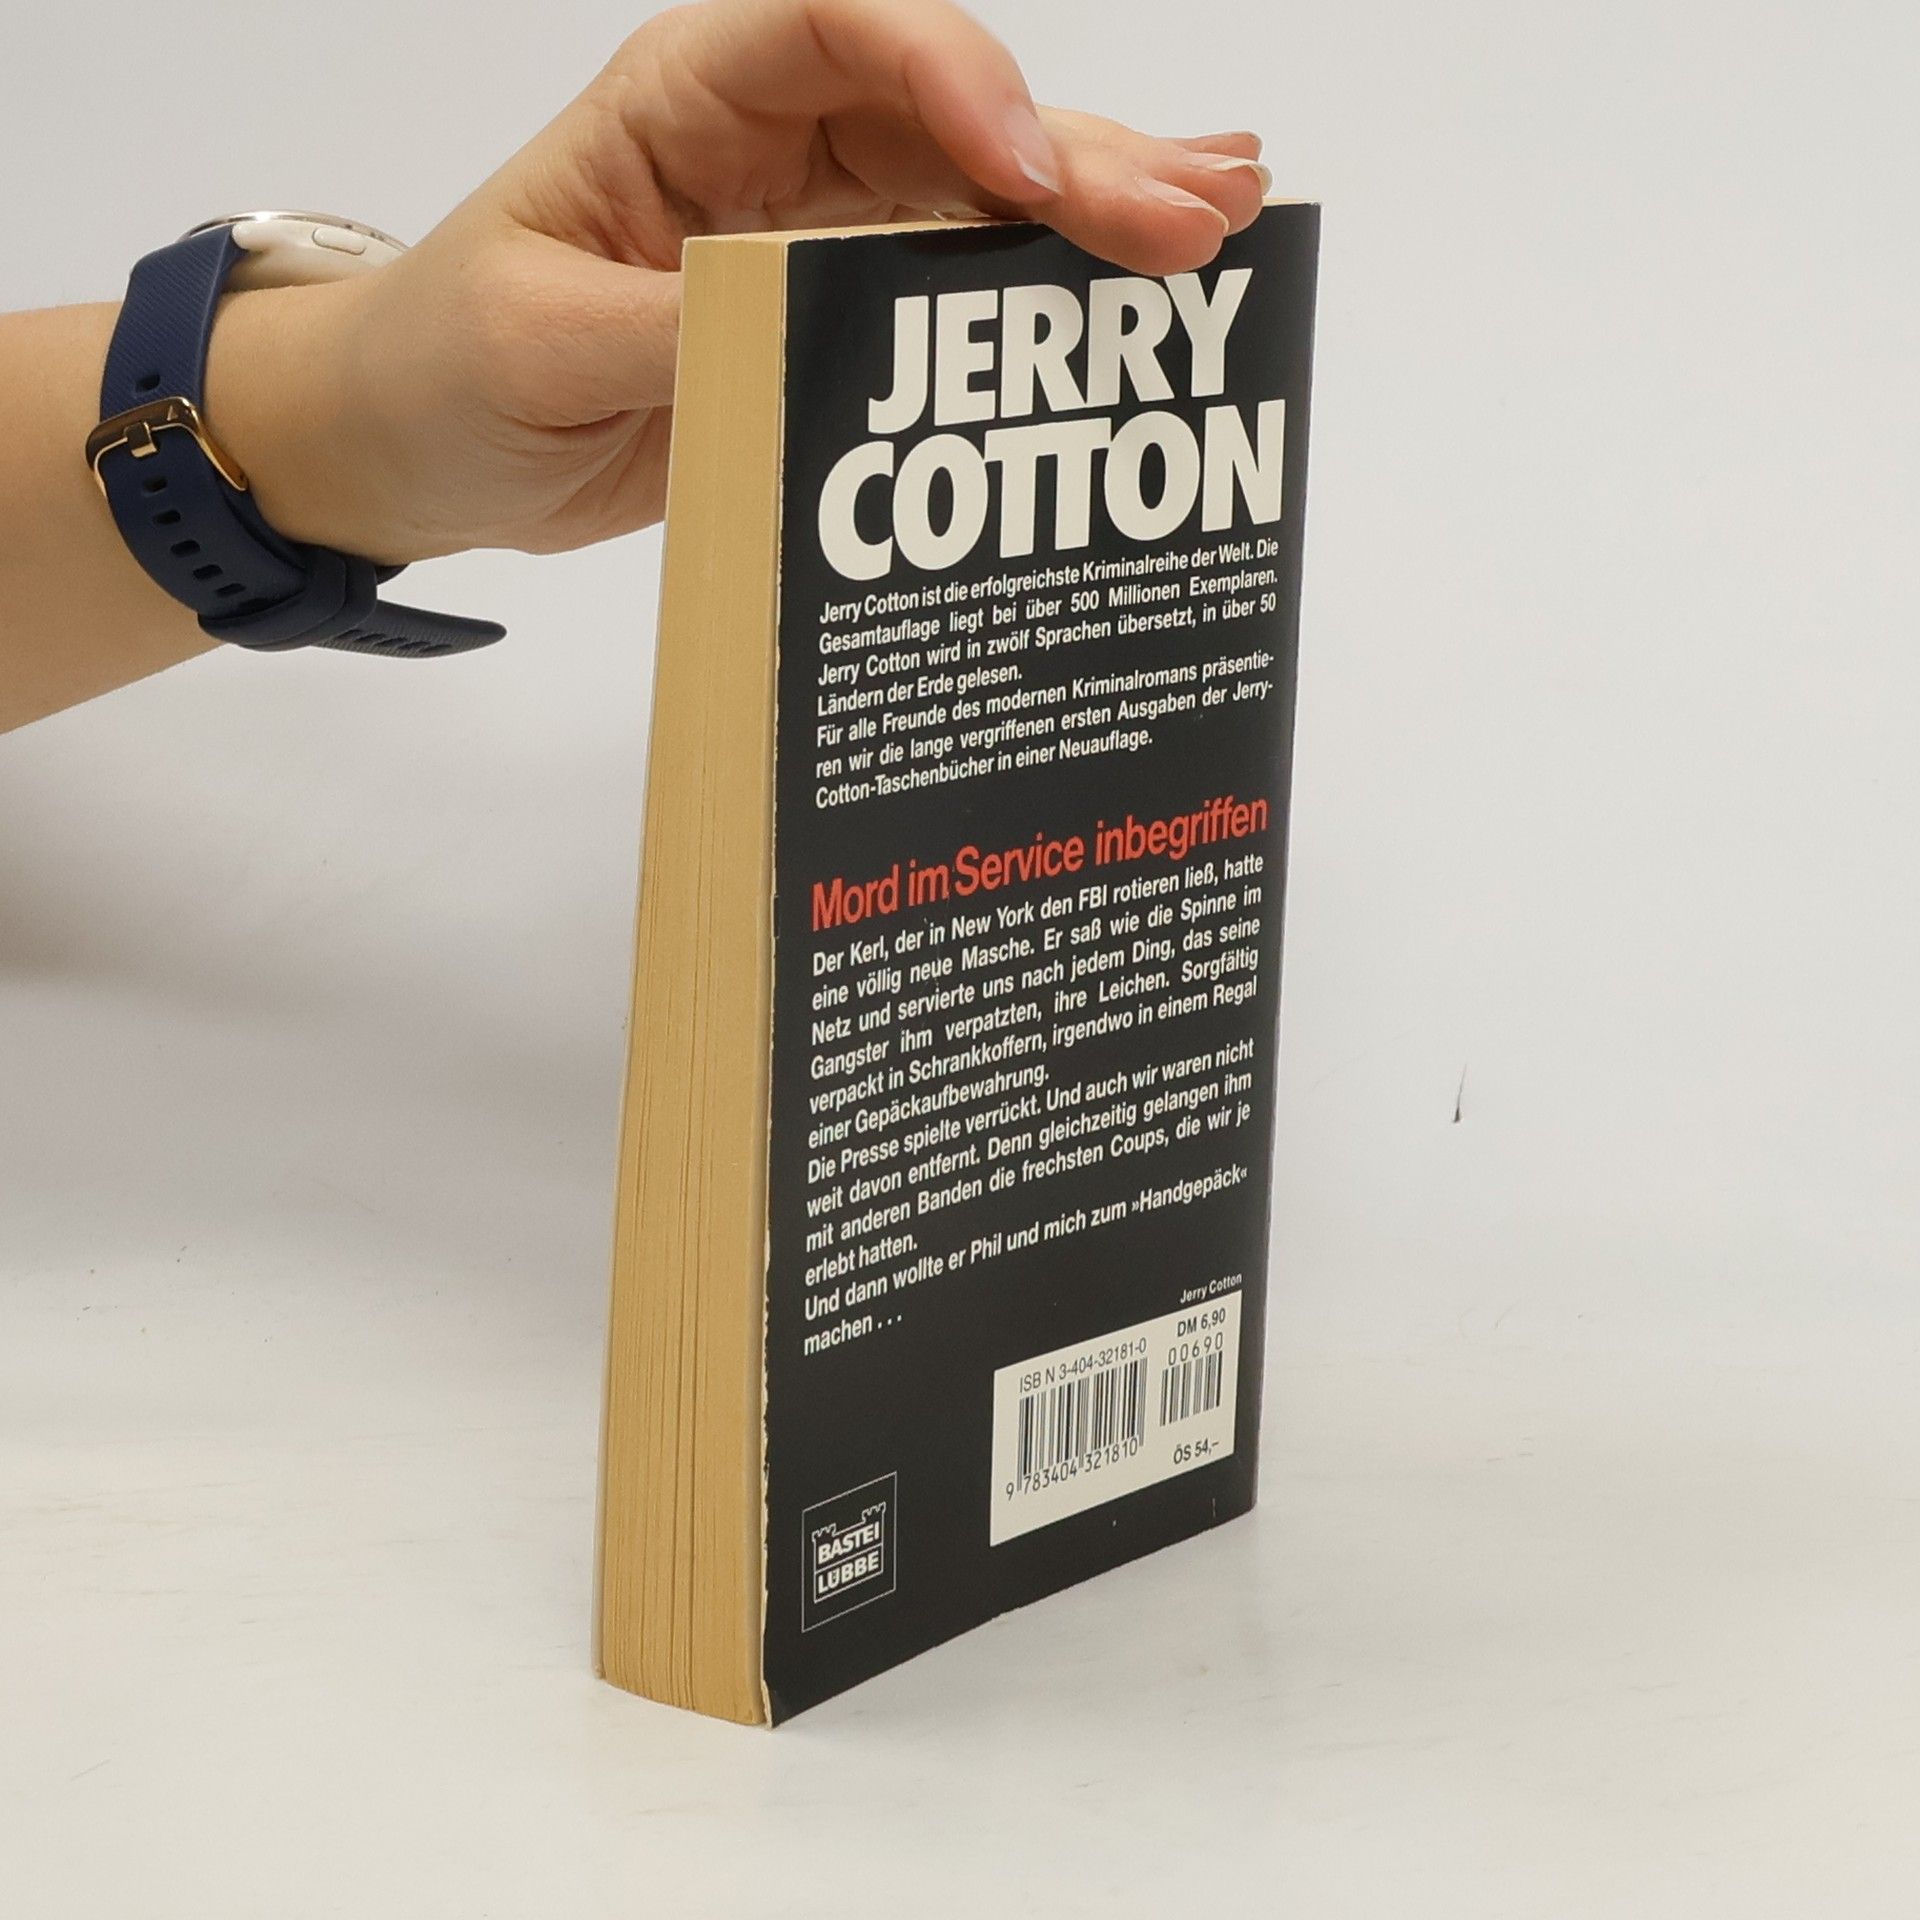 JERRY
COTTON
Jerry Cotton ist die erfolgreichste Kriminalreihe der Welt. Die
Gesamtauflage liegt bei über 500 Millionen Exemplaren.
Jerry Cotton wird in zwölf Sprachen übersetzt, in über 50
Ländern der Erde gelesen.
Für alle Freunde des modernen Kriminalromans präsentie-
ren wir die lange vergriffenen ersten Ausgaben der Jerry-
Cotton-Taschenbücher in einer Neuauflage.
Mord im Service inbegriffen
Der Kerl, der in New York den FBI rotieren ließ, hatte
eine völlig neue Masche. Er saß wie die Spinne im
Netz und servierte uns nach jedem Ding, das seine
Gangster ihm verpatzten, ihre Leichen. Sorgfältig
verpackt in Schrankkoffern, irgendwo in einem Regal
einer Gepäckaufbewahrung.
Die Presse spielte verrückt. Und auch wir waren nicht
weit davon entfernt. Denn gleichzeitig gelangen ihm
mit anderen Banden die frechsten Coups, die wir je
erlebt hatten.
Und dann wollte er Phil und mich zum »Handgepäck«
machen . . .
Jerry Cotton
DM 6,90
ISBN 3-404-32181-0
00690
9 783404 321810
ÖS 54,–
BASTEI
LÜBBE